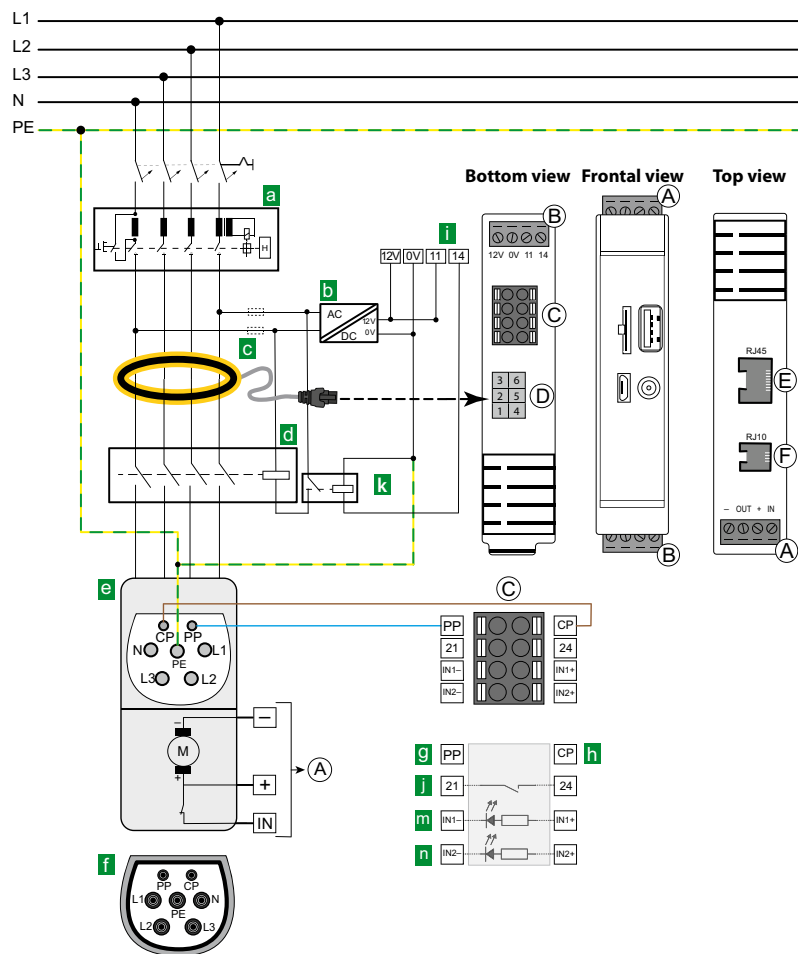 L1
L2
L3
N
PE
Bottom view Frontal view Top view
a
A
B
i
12V 0V 11 14
12V 0V 11 14
b
AC
12V
0V
DC
C
c
RJ45
E
3 6
2 5
1 4
D
d
RJ10
F
k
– OUT + IN
A
B
e
C
CP PP
N PE L1
L3 L2
PP CP
21 24
IN1– IN1+
IN2– IN2+
–
M
+
–
+
IN
A
g PP CP h
j 21 24
m IN1– IN1+
n IN2– IN2+
f
PP CP
L1 PE N
L2 L3
H